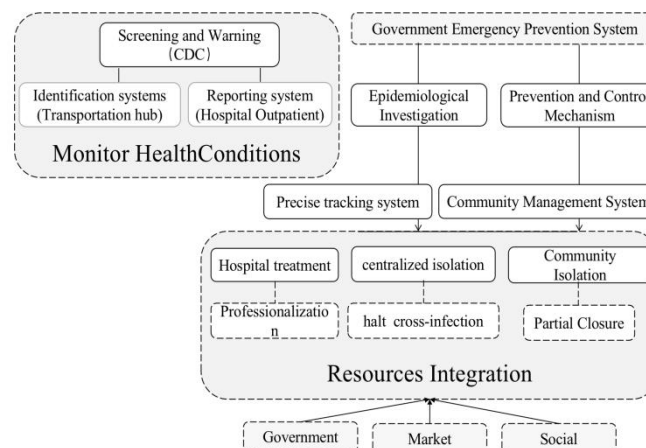 Screening and Warning
(CDC)
Identification systems
(Transportation hub)
Reporting system
(Hospital Outpatient)
Monitor HealthConditions
Government Emergency Prevention System
Epidemiological
Investigation
Prevention and Control
Mechanism
Precise tracking system
Community Management System
Hospital treatment
centralized isolation
Community
Isolation
Professionalizatio
n
halt cross-infection
Partial Closure
Resources Integration
Government
Market
Social